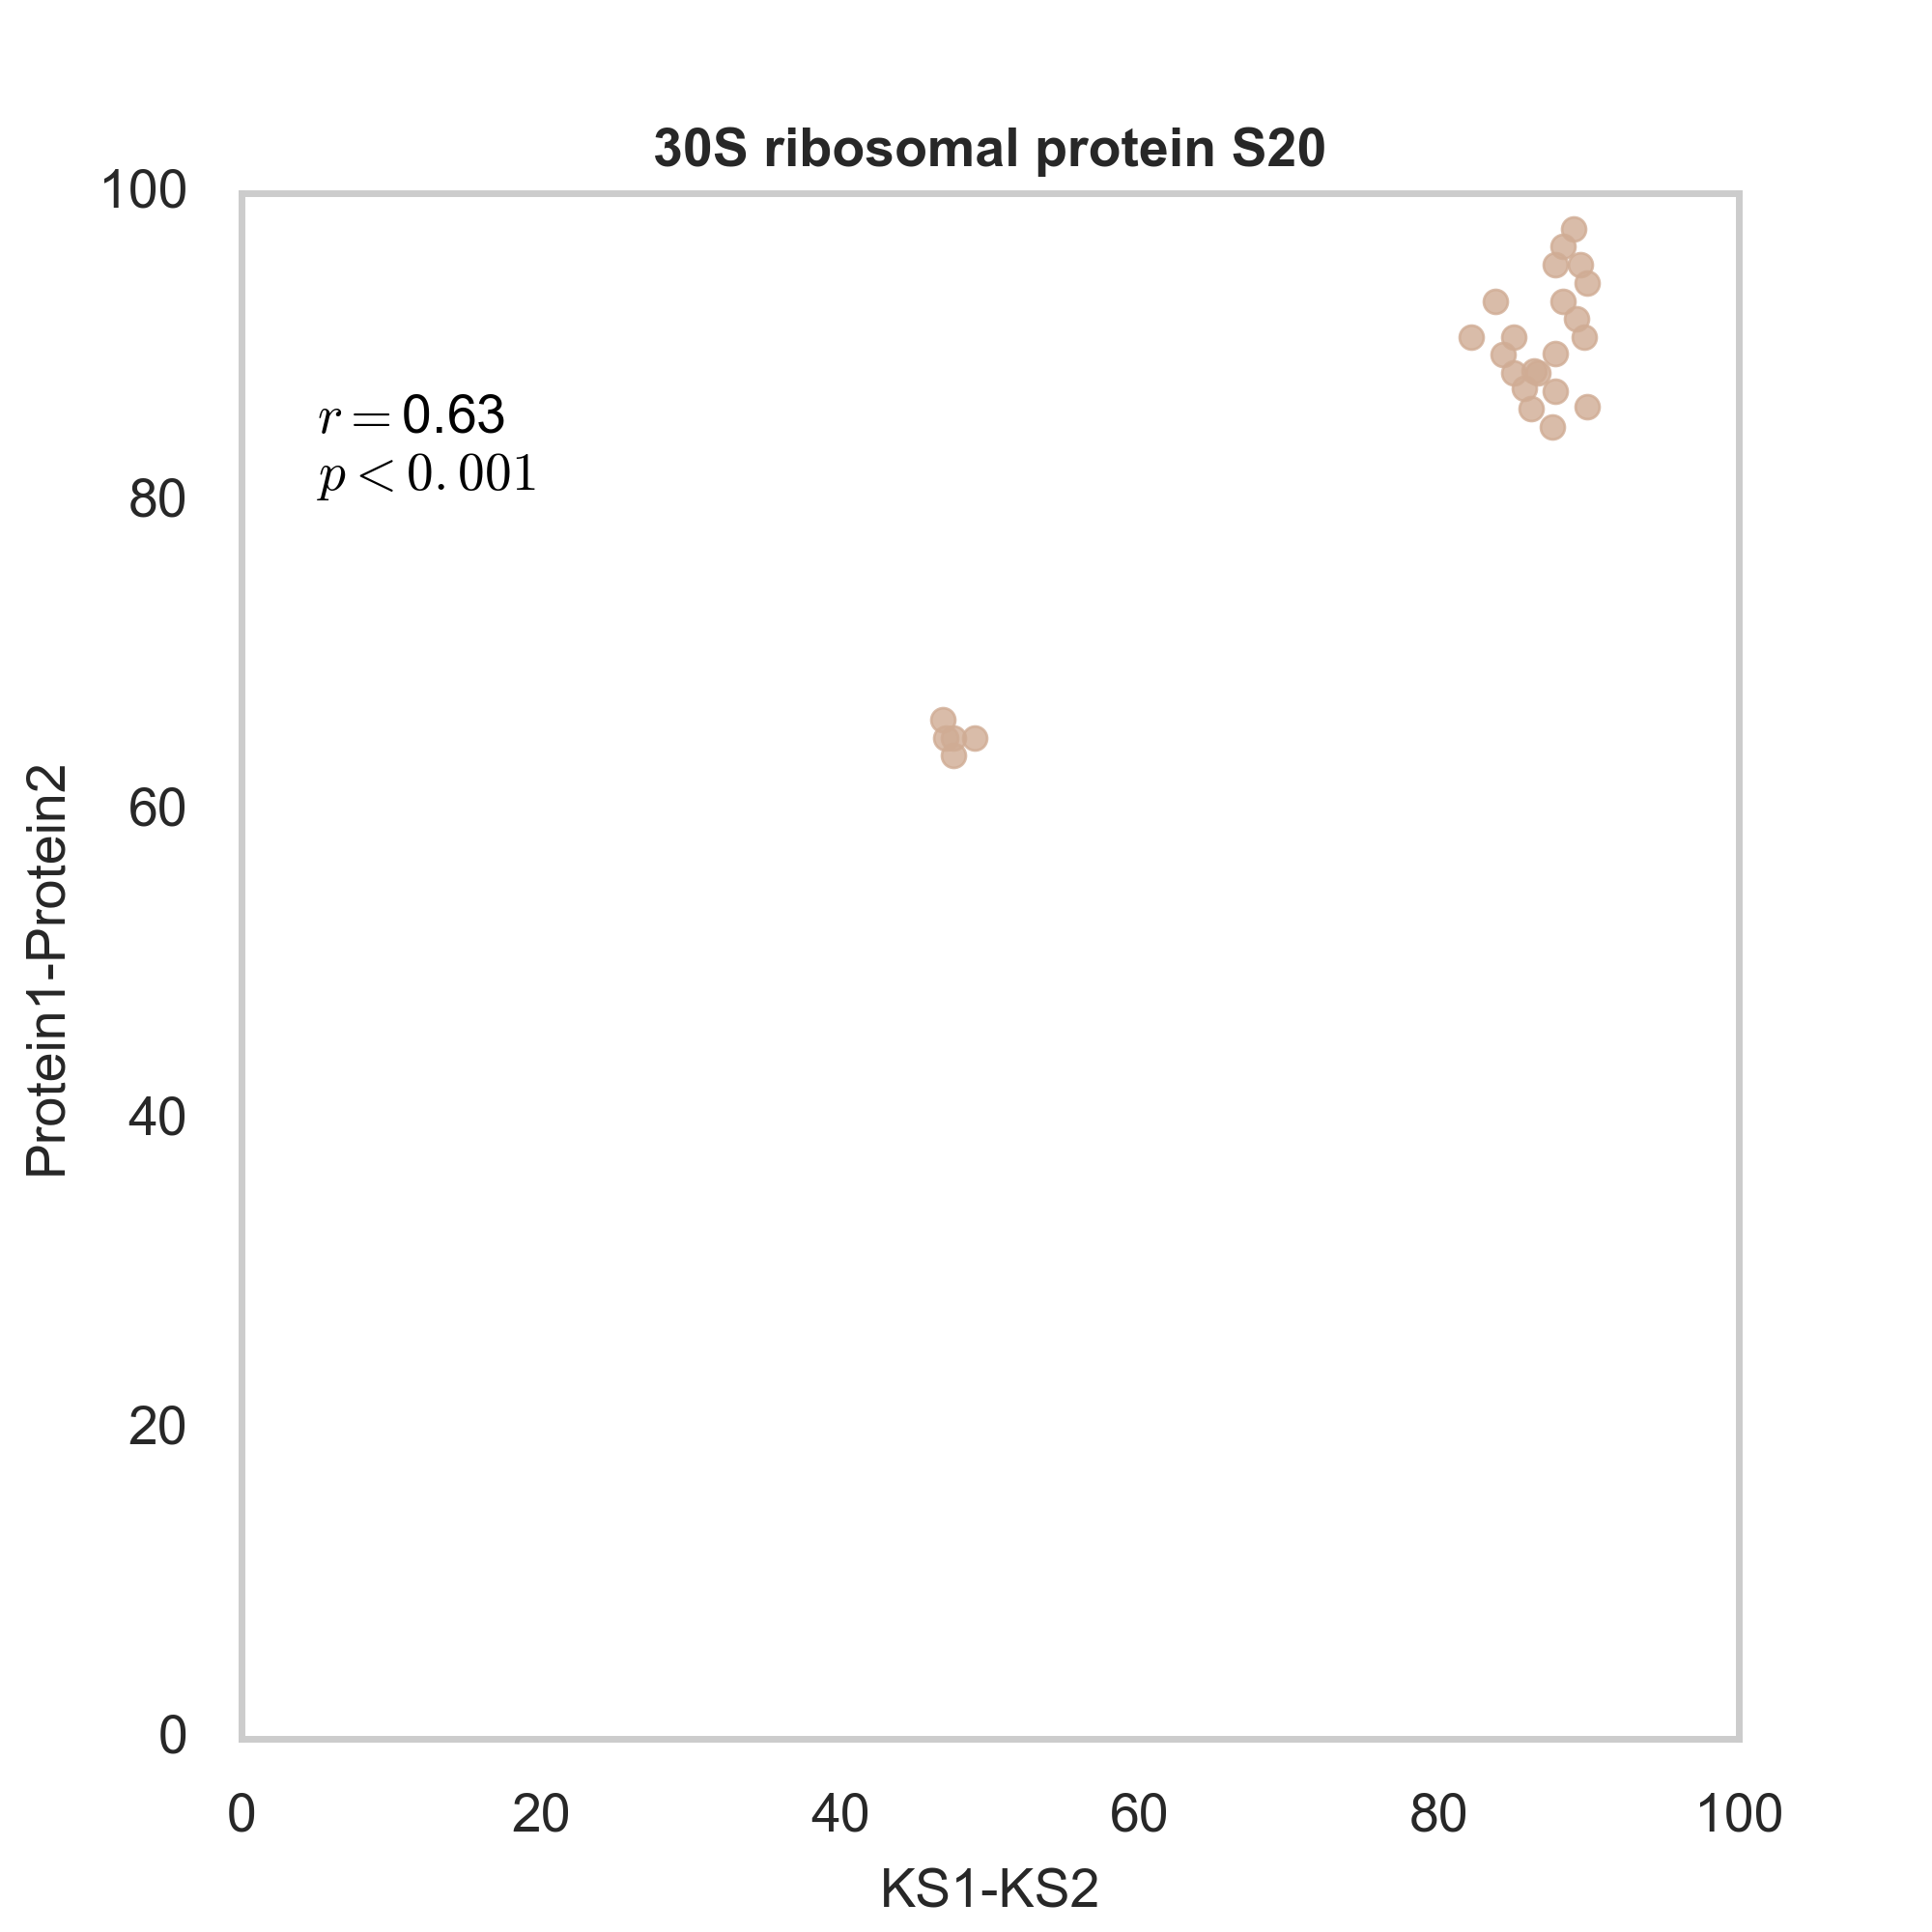 30S ribosomal protein S20
100
80
60
40
20
0
r = 0.63
p < 0.001
Protein1-Protein2
0 20 40 60 80 100
KS1-KS2